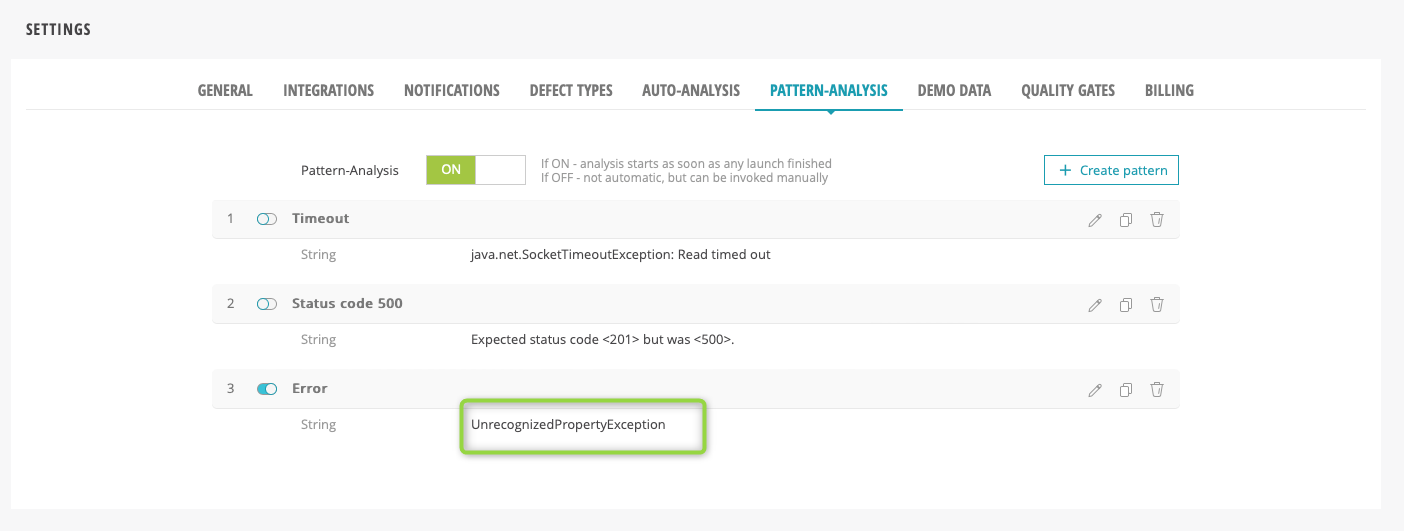 SETTINGS
GENERAL INTEGRATIONS NOTIFICATIONS DEFECT TYPES AUTO-ANALYSIS PATTERN-ANALYSIS DEMO DATA QUALITY GATES BILLING
Pattern-Analysis ON If ON - analysis starts as soon as any launch finished
If OFF - not automatic, but can be invoked manually
+ Create pattern
1 Timeout
String java.net.SocketTimeoutException: Read timed out
2 Status code 500
String Expected status code <201> but was <500>.
3 Error
String UnrecognizedPropertyException